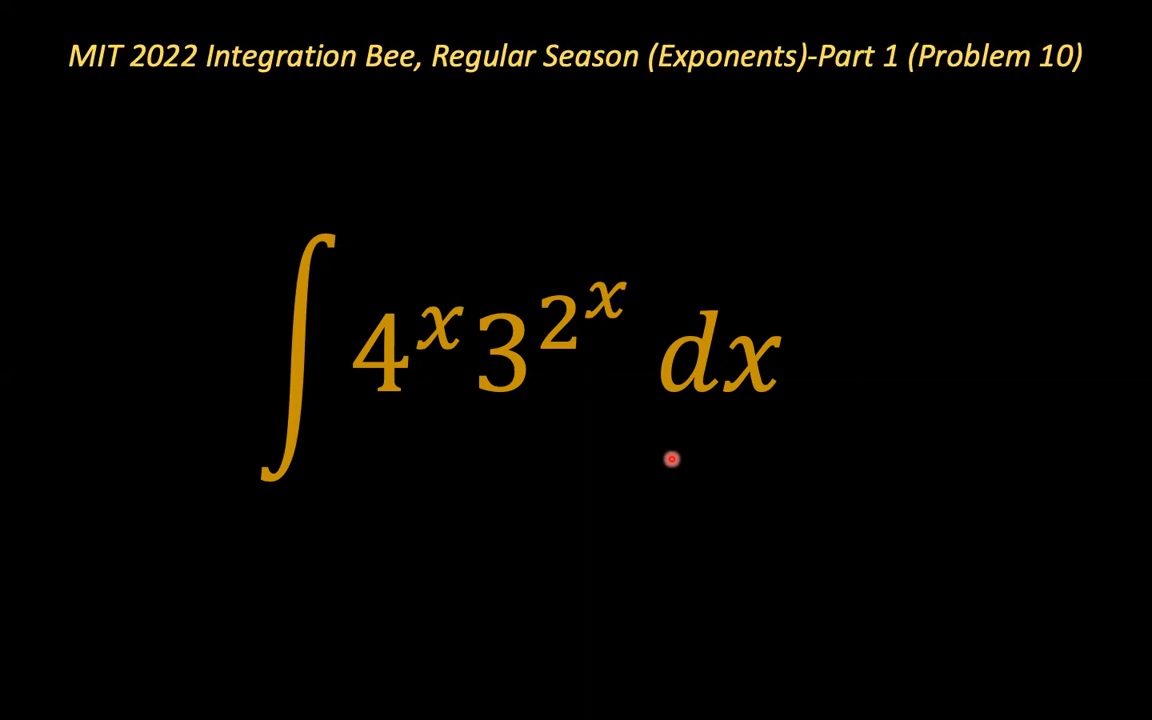 MIT 2022 Integration Bee, Regular Season (Exponents)-Part 1 (Problem 10)
∫ 4^x 3^{2^x} dx